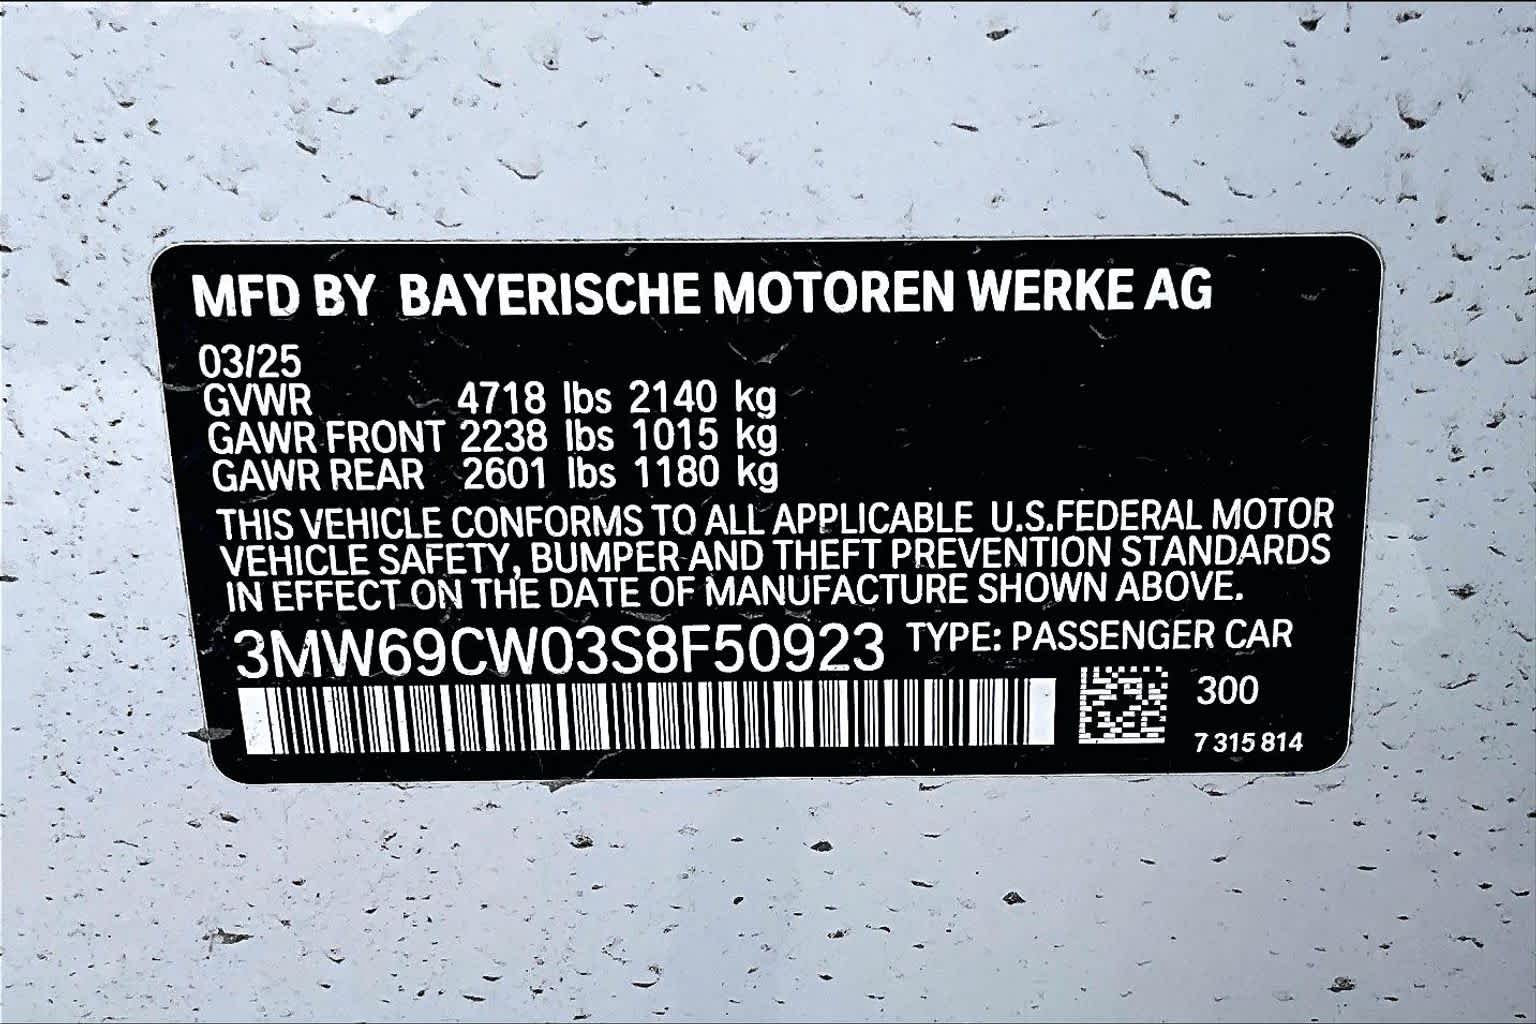 MFD BY BAYERISCHE MOTOREN WERKE AG
03/25
GVWR 4718 lbs 2140 kg
GAWR FRONT 2238 lbs 1015 kg
GAWR REAR 2601 lbs 1180 kg
THIS VEHICLE CONFORMS TO ALL APPLICABLE U.S.FEDERAL MOTOR
VEHICLE SAFETY, BUMPER AND THEFT PREVENTION STANDARDS
IN EFFECT ON THE DATE OF MANUFACTURE SHOWN ABOVE.
3MW69CW03S8F50923 TYPE: PASSENGER CAR
300
7 315 814